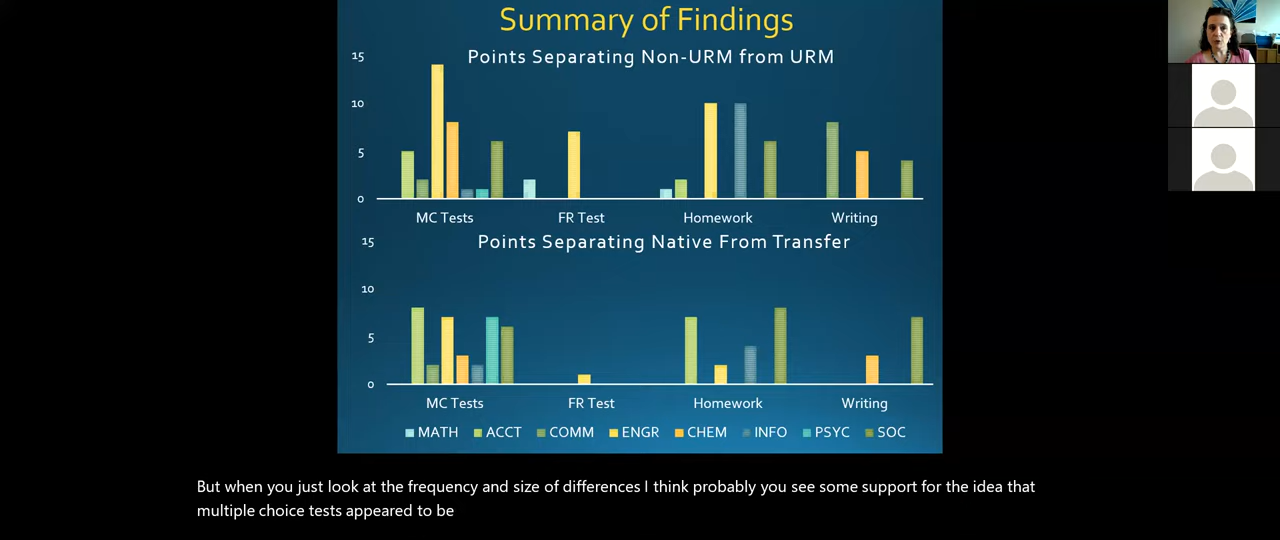 Summary of Findings
Points Separating Non-URM from URM
15
10
5
0
MC Tests FR Test Homework Writing
Points Separating Native From Transfer
15
10
5
0
MC Tests FR Test Homework Writing
MATH ACCT COMM ENGR CHEM INFO PSYC SOC
But when you just look at the frequency and size of differences I think probably you see some support for the idea that
multiple choice tests appeared to be